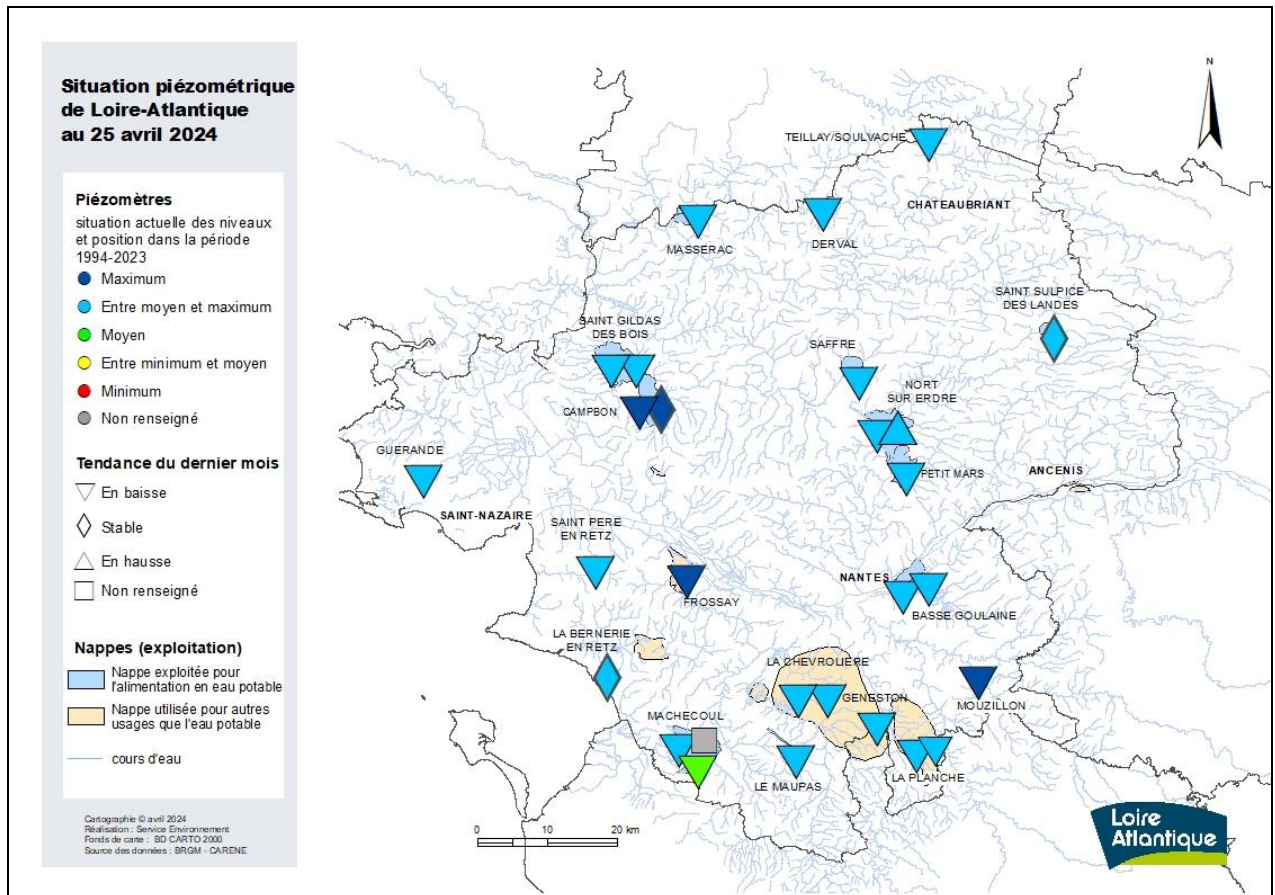 Situation piézométrique
de Loire-Atlantique
au 25 avril 2024
Piézomètres
situation actuelle des niveaux
et position dans la période
1994-2023
Maximum
Entre moyen et maximum
Moyen
Entre minimum et moyen
Minimum
Non renseigné
Tendance du dernier mois
En baisse
Stable
En hausse
Non renseigné
Nappes (exploitation)
Nappe exploitée pour
l'alimentation en eau potable
Nappe utilisée pour autres
usages que l'eau potable
cours d'eau
Cartographie © avril 2024
Réalisation : Service Environnement
Fonds de carte : BD CARTO 2000
Source des données : BRGM - CARENE
N
TEILLAY/SOULVACHE
CHATEAUBRIANT
MASSERAC
DERVAL
SAINT SULPICE
DES LANDES
SAINT GILDAS
DES BOIS
SAFFRE
NORT
SUR ERDRE
CAMPBON
GUERANDE
PETIT MARS
ANCENIS
SAINT-NAZAIRE
SAINT PERE
EN RETZ
FROSSAY
NANTES
BASSE GOULAINE
LA BERNERIE
EN RETZ
LA CHEVROLIERE
GENESTON
MOUZILLON
MACHECOUL
LE MAUPAS
LA PLANCHE
0 10 20 km
Loire
Atlantique